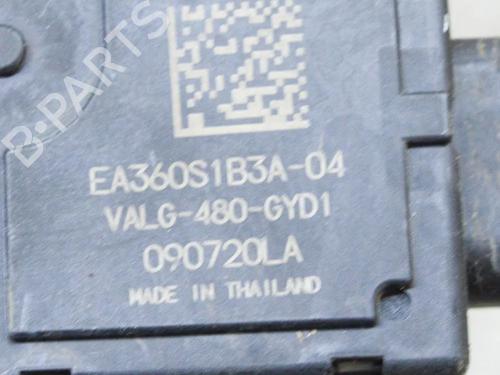 B-PARTS
EA360S1B3A-04
VALG-480-GYD1
090720LA
MADE IN THAILAND